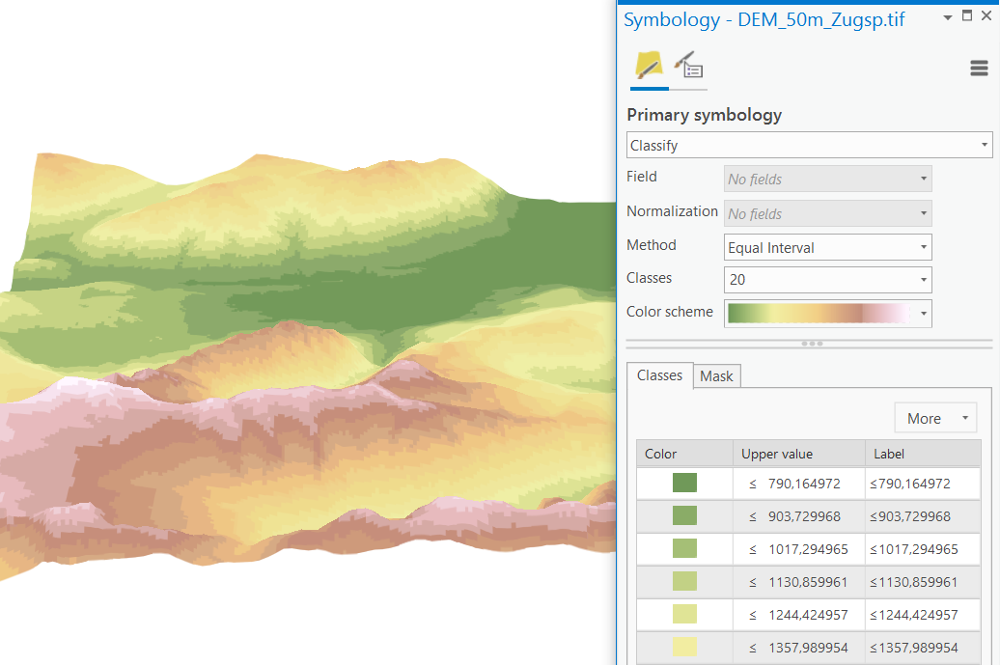 Symbology - DEM_50m_Zugsp.tif
Primary symbology
Classify
Field No fields
Normalization No fields
Method Equal Interval
Classes 20
Color scheme
Classes Mask
More
Color Upper value Label
≤ 790,164972 ≤790,164972
≤ 903,729968 ≤903,729968
≤ 1017,294965 ≤1017,294965
≤ 1130,859961 ≤1130,859961
≤ 1244,424957 ≤1244,424957
≤ 1357,989954 ≤1357,989954